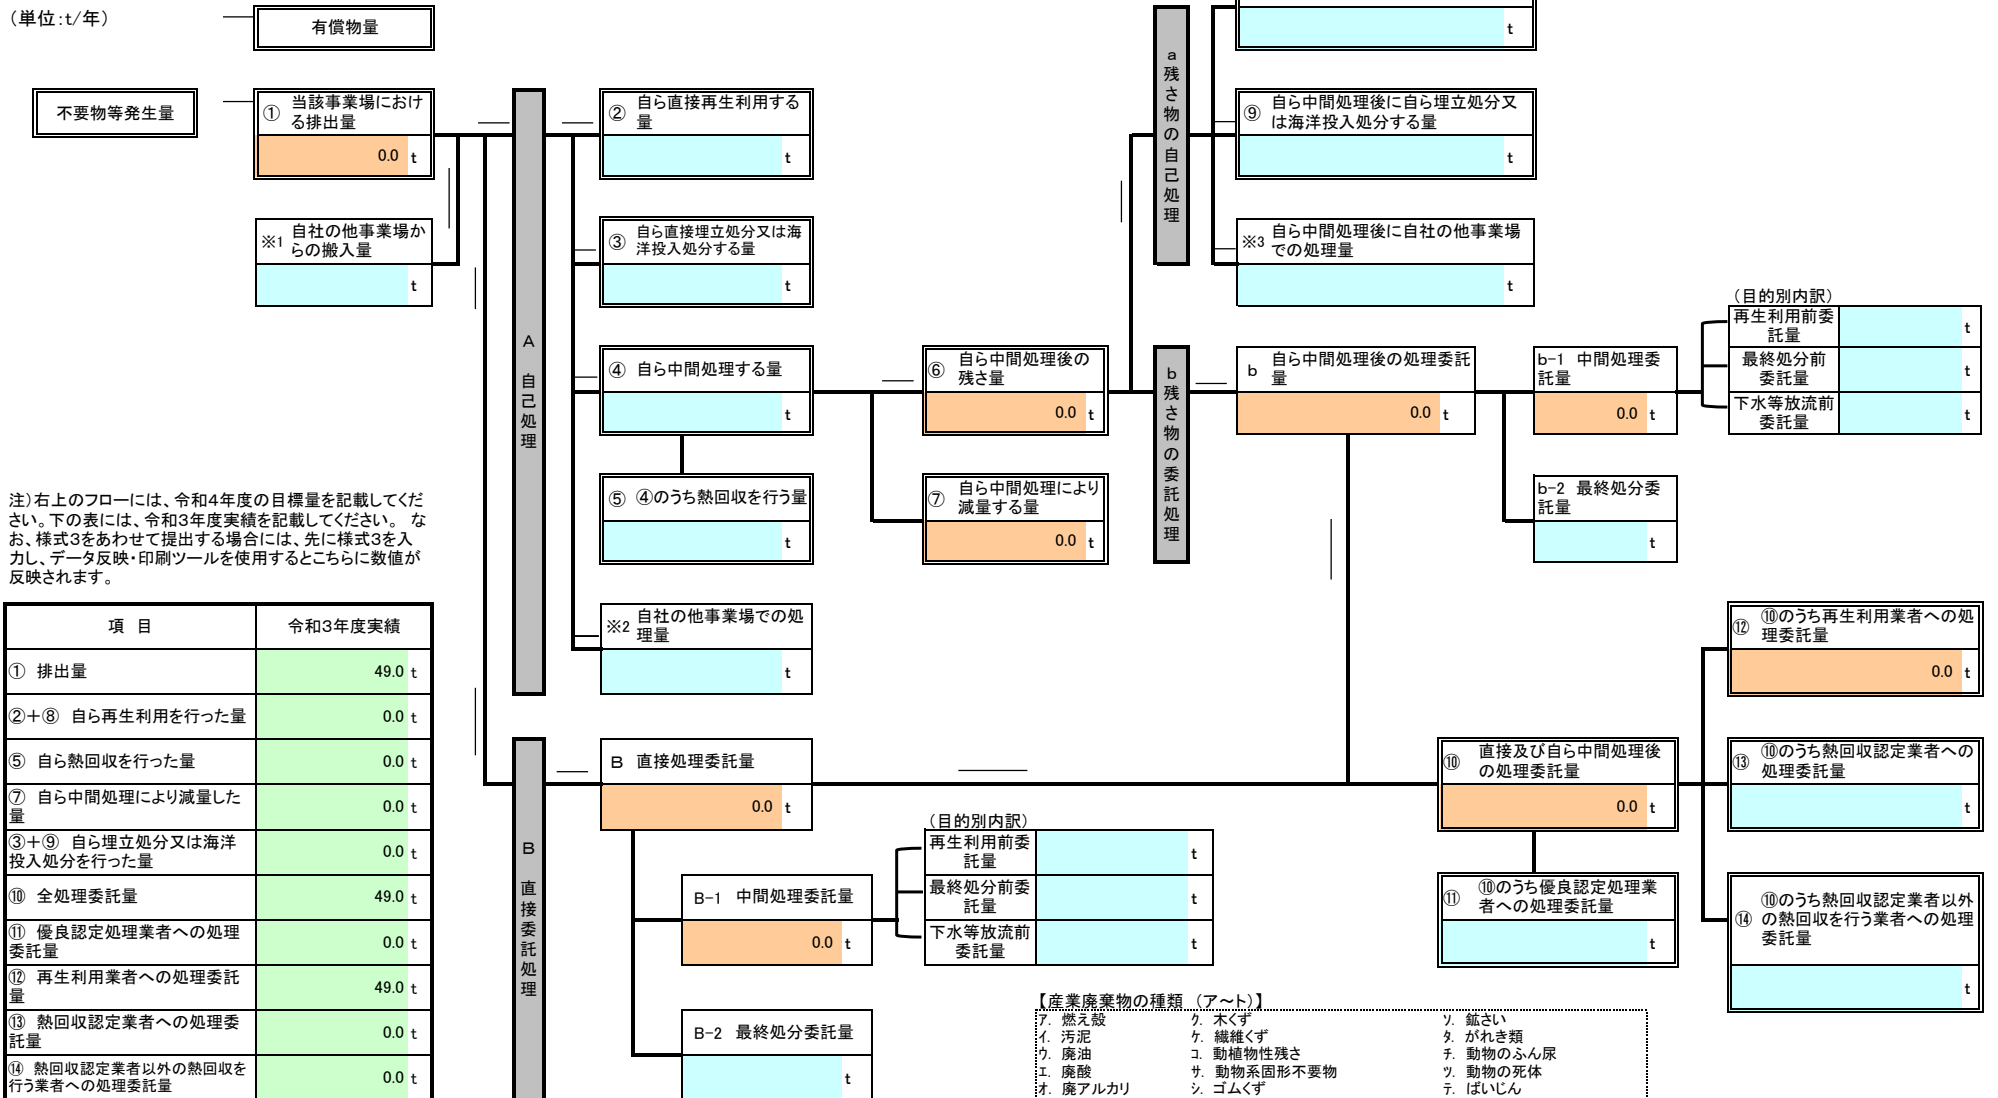 (単位:t/年)
有償物量
t
不要物等発生量
① 当該事業場におけ
る排出量
0.0 t
※1 自社の他事業場か
らの搬入量
t
A 自己処理
② 自ら直接再生利用する
量
t
③ 自ら直接埋立処分又は海
洋投入処分する量
t
④ 自ら中間処理する量
t
⑤ ④のうち熱回収を行う量
t
※2 自社の他事業場での処
理量
t
⑥ 自ら中間処理後の
残さ量
0.0 t
⑦ 自ら中間処理により
減量する量
0.0 t
a 残さ物の自己処理
⑨ 自ら中間処理後に自ら埋立処分又
は海洋投入処分する量
t
※3 自ら中間処理後に自社の他事業場
での処理量
t
b 残さ物の委託処理
b 自ら中間処理後の処理委託
量
0.0 t
b-1 中間処理委
託量
0.0 t
b-2 最終処分委
託量
t
(目的別内訳)
再生利用前委
託量
t
最終処分前
委託量
t
下水等放流前
委託量
t
注)右上のフローには、令和4年度の目標量を記載してくだ
さい。下の表には、令和3年度実績を記載してください。 な
お、様式3をあわせて提出する場合には、先に様式3を入
力し、データ反映・印刷ツールを使用するとこちらに数値が
反映されます。
項 目 令和3年度実績
① 排出量 49.0 t
②+⑧ 自ら再生利用を行った量 0.0 t
⑤ 自ら熱回収を行った量 0.0 t
⑦ 自ら中間処理により減量した
量 0.0 t
③+⑨ 自ら埋立処分又は海洋
投入処分を行った量 0.0 t
⑩ 全処理委託量 49.0 t
⑪ 優良認定処理業者への処理
委託量 0.0 t
⑫ 再生利用業者への処理委託
量 49.0 t
⑬ 熱回収認定業者への処理委
託量 0.0 t
⑭ 熱回収認定業者以外の熱回収を
行う業者への処理委託量 0.0 t
B 直接委託処理
B 直接処理委託量
0.0 t
B-1 中間処理委託量
0.0 t
B-2 最終処分委託量
t
(目的別内訳)
再生利用前委
託量
t
最終処分前委
託量
t
下水等放流前
委託量
t
⑩ 直接及び自ら中間処理後
の処理委託量
0.0 t
⑪ ⑩のうち優良認定処理業
者への処理委託量
t
⑫ ⑩のうち再生利用業者への処
理委託量
0.0 t
⑬ ⑩のうち熱回収認定業者への
処理委託量
t
⑭ ⑩のうち熱回収認定業者以外
の熱回収を行う業者への処理
委託量
t
【産業廃棄物の種類 (ア~ト)】
ア. 燃え殻 ク. 木くず ソ. 鉱さい
イ. 汚泥 ケ. 繊維くず タ. がれき類
ウ. 廃油 コ. 動植物性残さ チ. 動物のふん尿
エ. 廃酸 サ. 動物系固形不要物 ツ. 動物の死体
オ. 廃アルカリ シ. ゴムくず テ. ばいじん